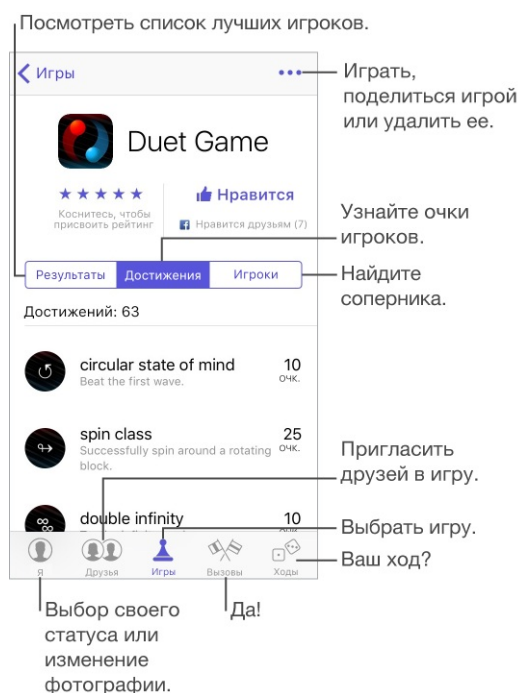 Посмотреть список лучших игроков.
Игры
Играть,
поделиться игрой
или удалить ее.
Duet Game
Нравится
Коснитесь, чтобы
присвоить рейтинг
Нравится друзьям (7)
Узнайте очки
игроков.
Результаты
Достижения
Игроки
Найдите
соперника.
Достижений: 63
circular state of mind
10
Beat the first wave.
очк.
spin class
25
Successfully spin around a rotating
block.
очк.
Пригласить
друзей в игру.
double infinity
10
Выбрать игру.
Ваш ход?
Я
Друзья
Игры
Вызовы
Ходы
Выбор своего
статуса или
изменение
фотографии.
Да!